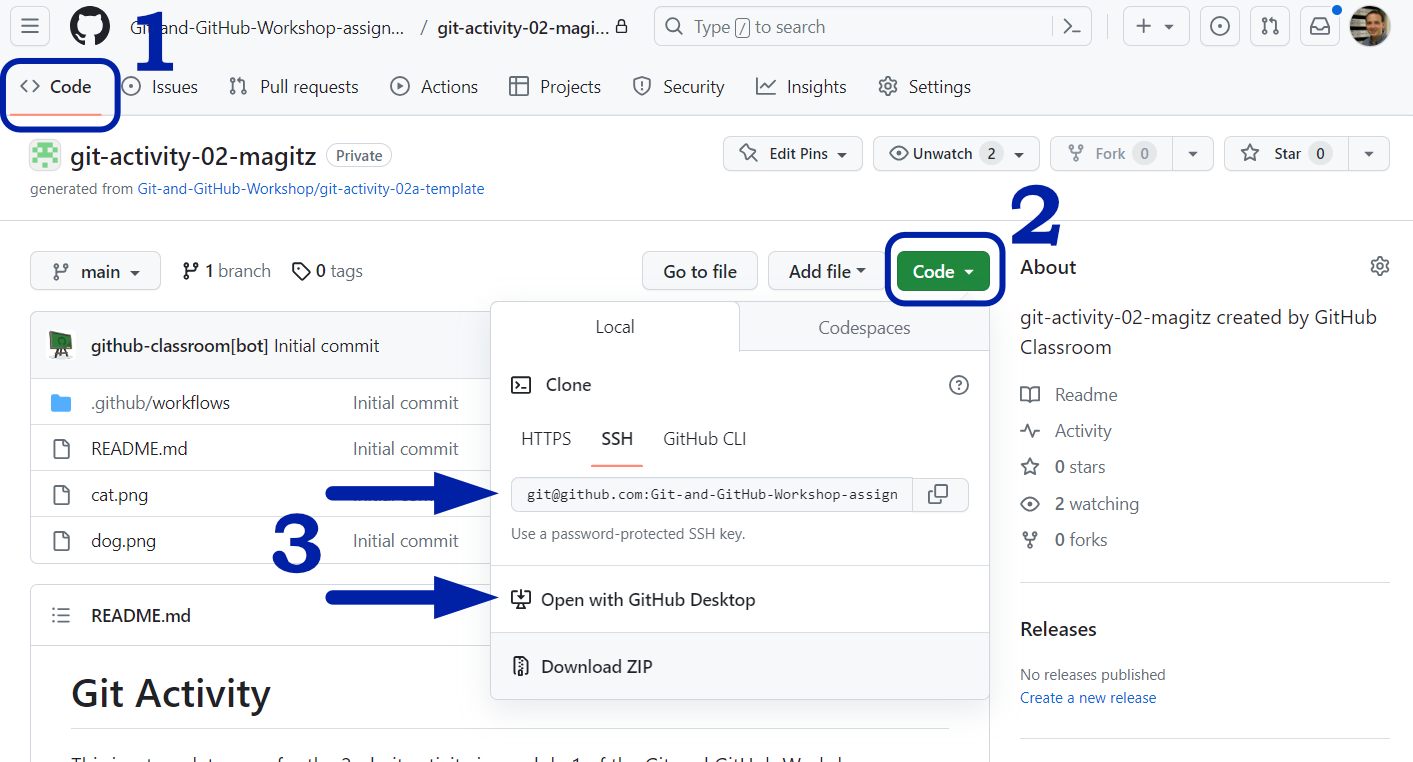 Git-and-GitHub-Workshop-assign... / git-activity-02-magi...
Type / to search
1
Code
Issues
Pull requests
Actions
Projects
Security
Insights
Settings
git-activity-02-magitz Private
Edit Pins
Unwatch 2
Fork 0
Star 0
generated from Git-and-GitHub-Workshop/git-activity-02a-template
2
main
1 branch
0 tags
Go to file
Add file
Code
About
git-activity-02-magitz created by GitHub
Classroom
Readme
Activity
0 stars
2 watching
0 forks
Releases
No releases published
Create a new release
Local
Codespaces
Clone
HTTPS
SSH
GitHub CLI
git@github.com:Git-and-GitHub-Workshop-assign
Use a password-protected SSH key.
Open with GitHub Desktop
Download ZIP
github-classroom[bot] Initial commit
.github/workflows Initial commit
README.md Initial commit
cat.png Initial commit
dog.png Initial commit
3
README.md
Git Activity